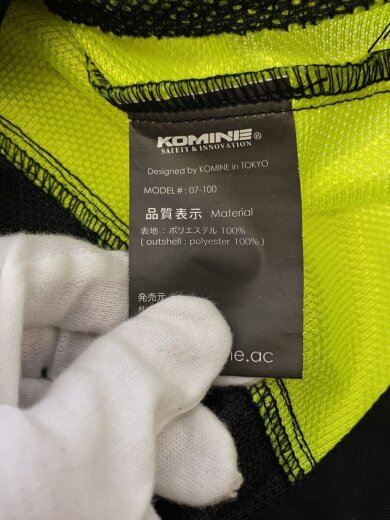 KOMINE®
SAFETY & INNOVATION
Designed by KOMINE in TOKYO
MODEL # : 07-100
品質表示 Material
表地 : ポリエステル 100%
( outshell : polyester 100% )
発売元
ne.ac